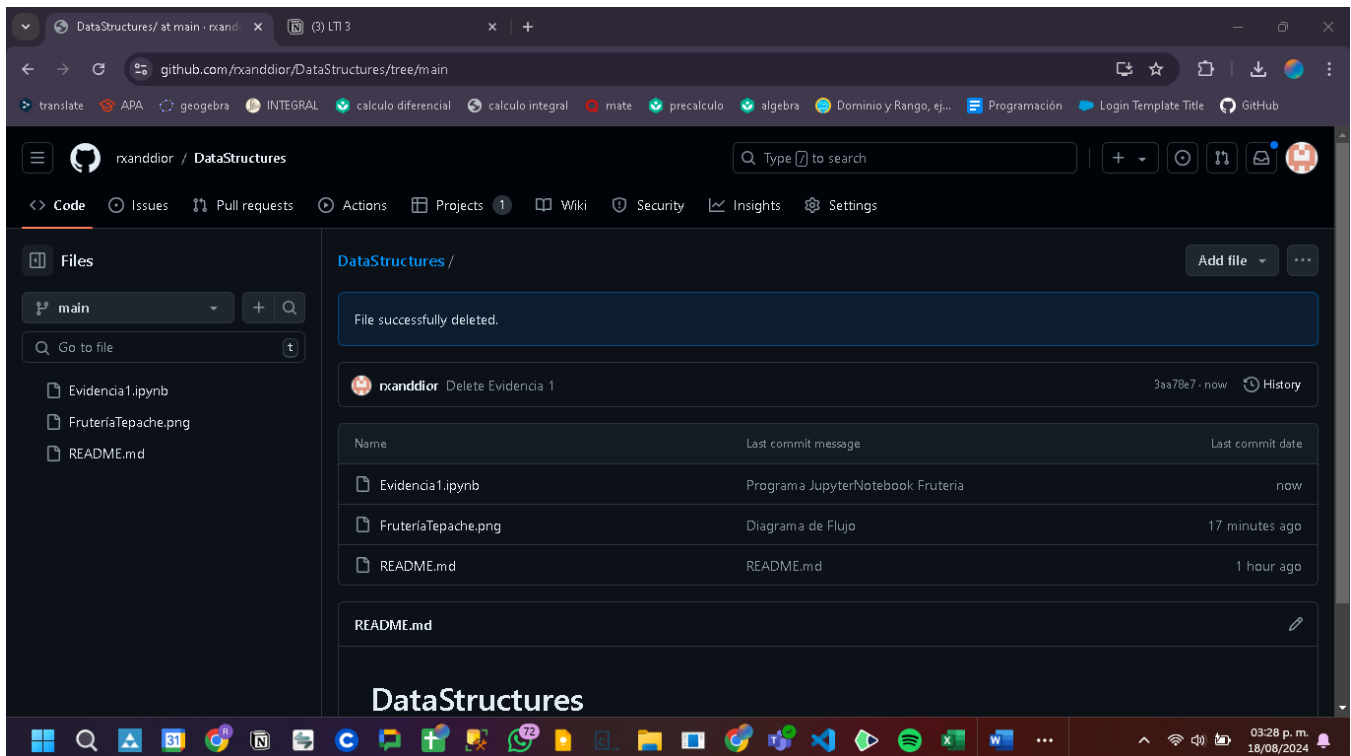 DataStructures/ at main · rxand
(3) LTI 3
github.com/rxanddior/DataStructures/tree/main
translate APA geogebra INTEGRAL calculo diferencial calculo integral mate precalculo algebra Dominio y Rango, ej... Programación Login Template Title GitHub
rxanddior / DataStructures
Type / to search
Code Issues Pull requests Actions Projects 1 Wiki Security Insights Settings
Files
DataStructures /
Add file
main
File successfully deleted.
Go to file t
rxanddior Delete Evidencia 1
3aa78e7 · now History
Evidencia1.ipynb
FruteríaTepache.png
README.md
Name Last commit message Last commit date
Evidencia1.ipynb Programa JupyterNotebook Fruteria now
FruteríaTepache.png Diagrama de Flujo 17 minutes ago
README.md README.md 1 hour ago
README.md
DataStructures
31
72
03:28 p. m.
18/08/2024